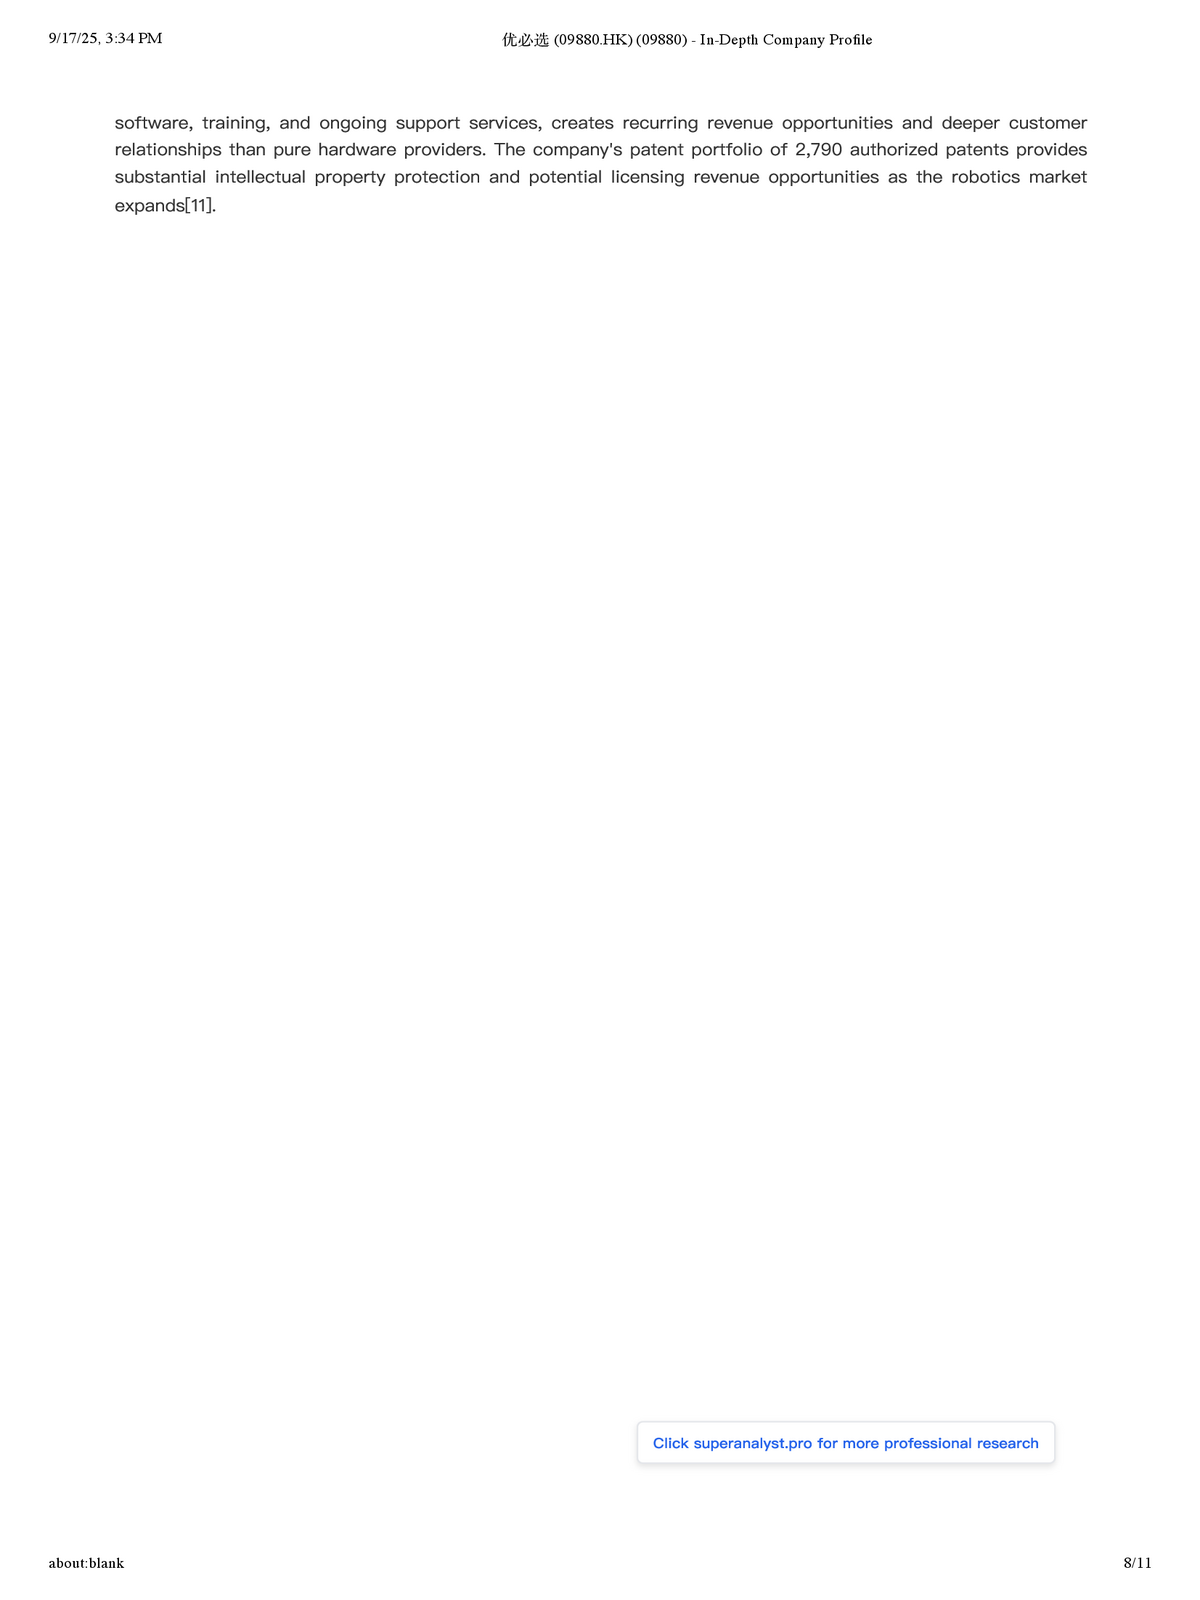 9/17/25, 3:34 PM
优必选 (09880.HK) (09880) - In-Depth Company Profile
software, training, and ongoing support services, creates recurring revenue opportunities and deeper customer
relationships than pure hardware providers. The company's patent portfolio of 2,790 authorized patents provides
substantial intellectual property protection and potential licensing revenue opportunities as the robotics market
expands[11].
Click superanalyst.pro for more professional research
about:blank
8/11